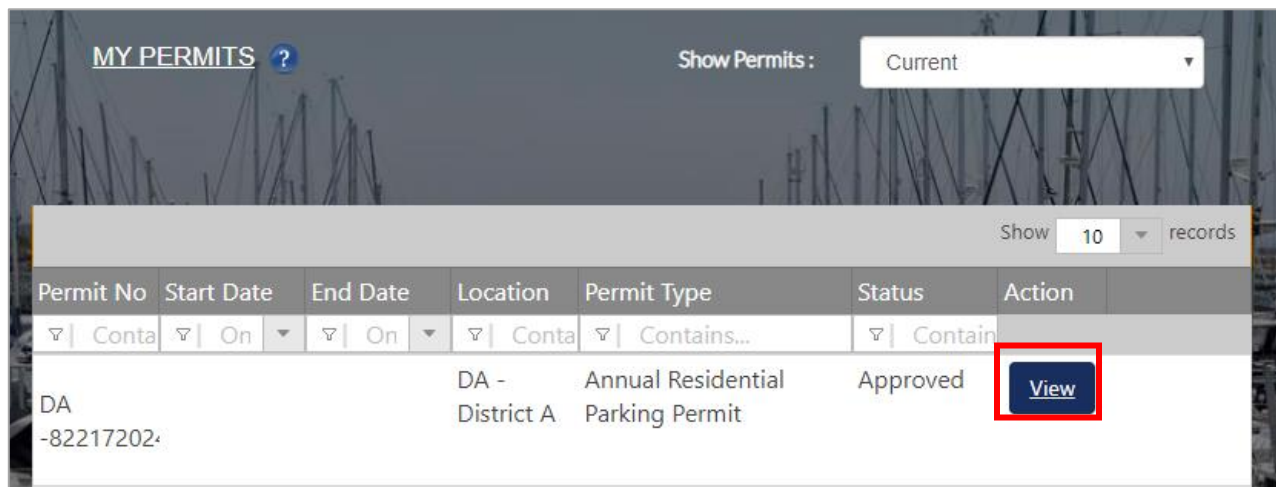 MY PERMITS ?
Show Permits : Current
Show 10 records
Permit No Start Date End Date Location Permit Type Status Action
Conta On On Conta Contains... Contain
DA - Annual Residential Approved View
DA District A Parking Permit
-82217202